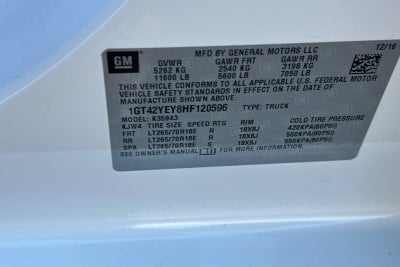 GM
MFD BY GENERAL MOTORS LLC
12/16
GVWR GAWR FRT GAWR RR
5262 KG 2540 KG 3198 KG
11600 LB 5600 LB 7050 LB
THIS VEHICLE CONFORMS TO ALL APPLICABLE U.S. FEDERAL MOTOR
VEHICLE SAFETY STANDARDS IN EFFECT ON THE DATE OF
MANUFACTURE SHOWN ABOVE.
1GT42YEY8HF120596 TYPE: TRUCK
MODEL: K35943
KJW4 TIRE SIZE SPEED RTG RIM COLD TIRE PRESSURE
FRT LT265/70R18E R 18X8J 420KPA(60PSI)
RR LT265/70R18E R 18X8J 550KPA(80PSI)
SPA LT265/70R18E S 18X8J 550KPA(80PSI)
SEE OWNER'S MANUAL FOR MORE INFORMATION.